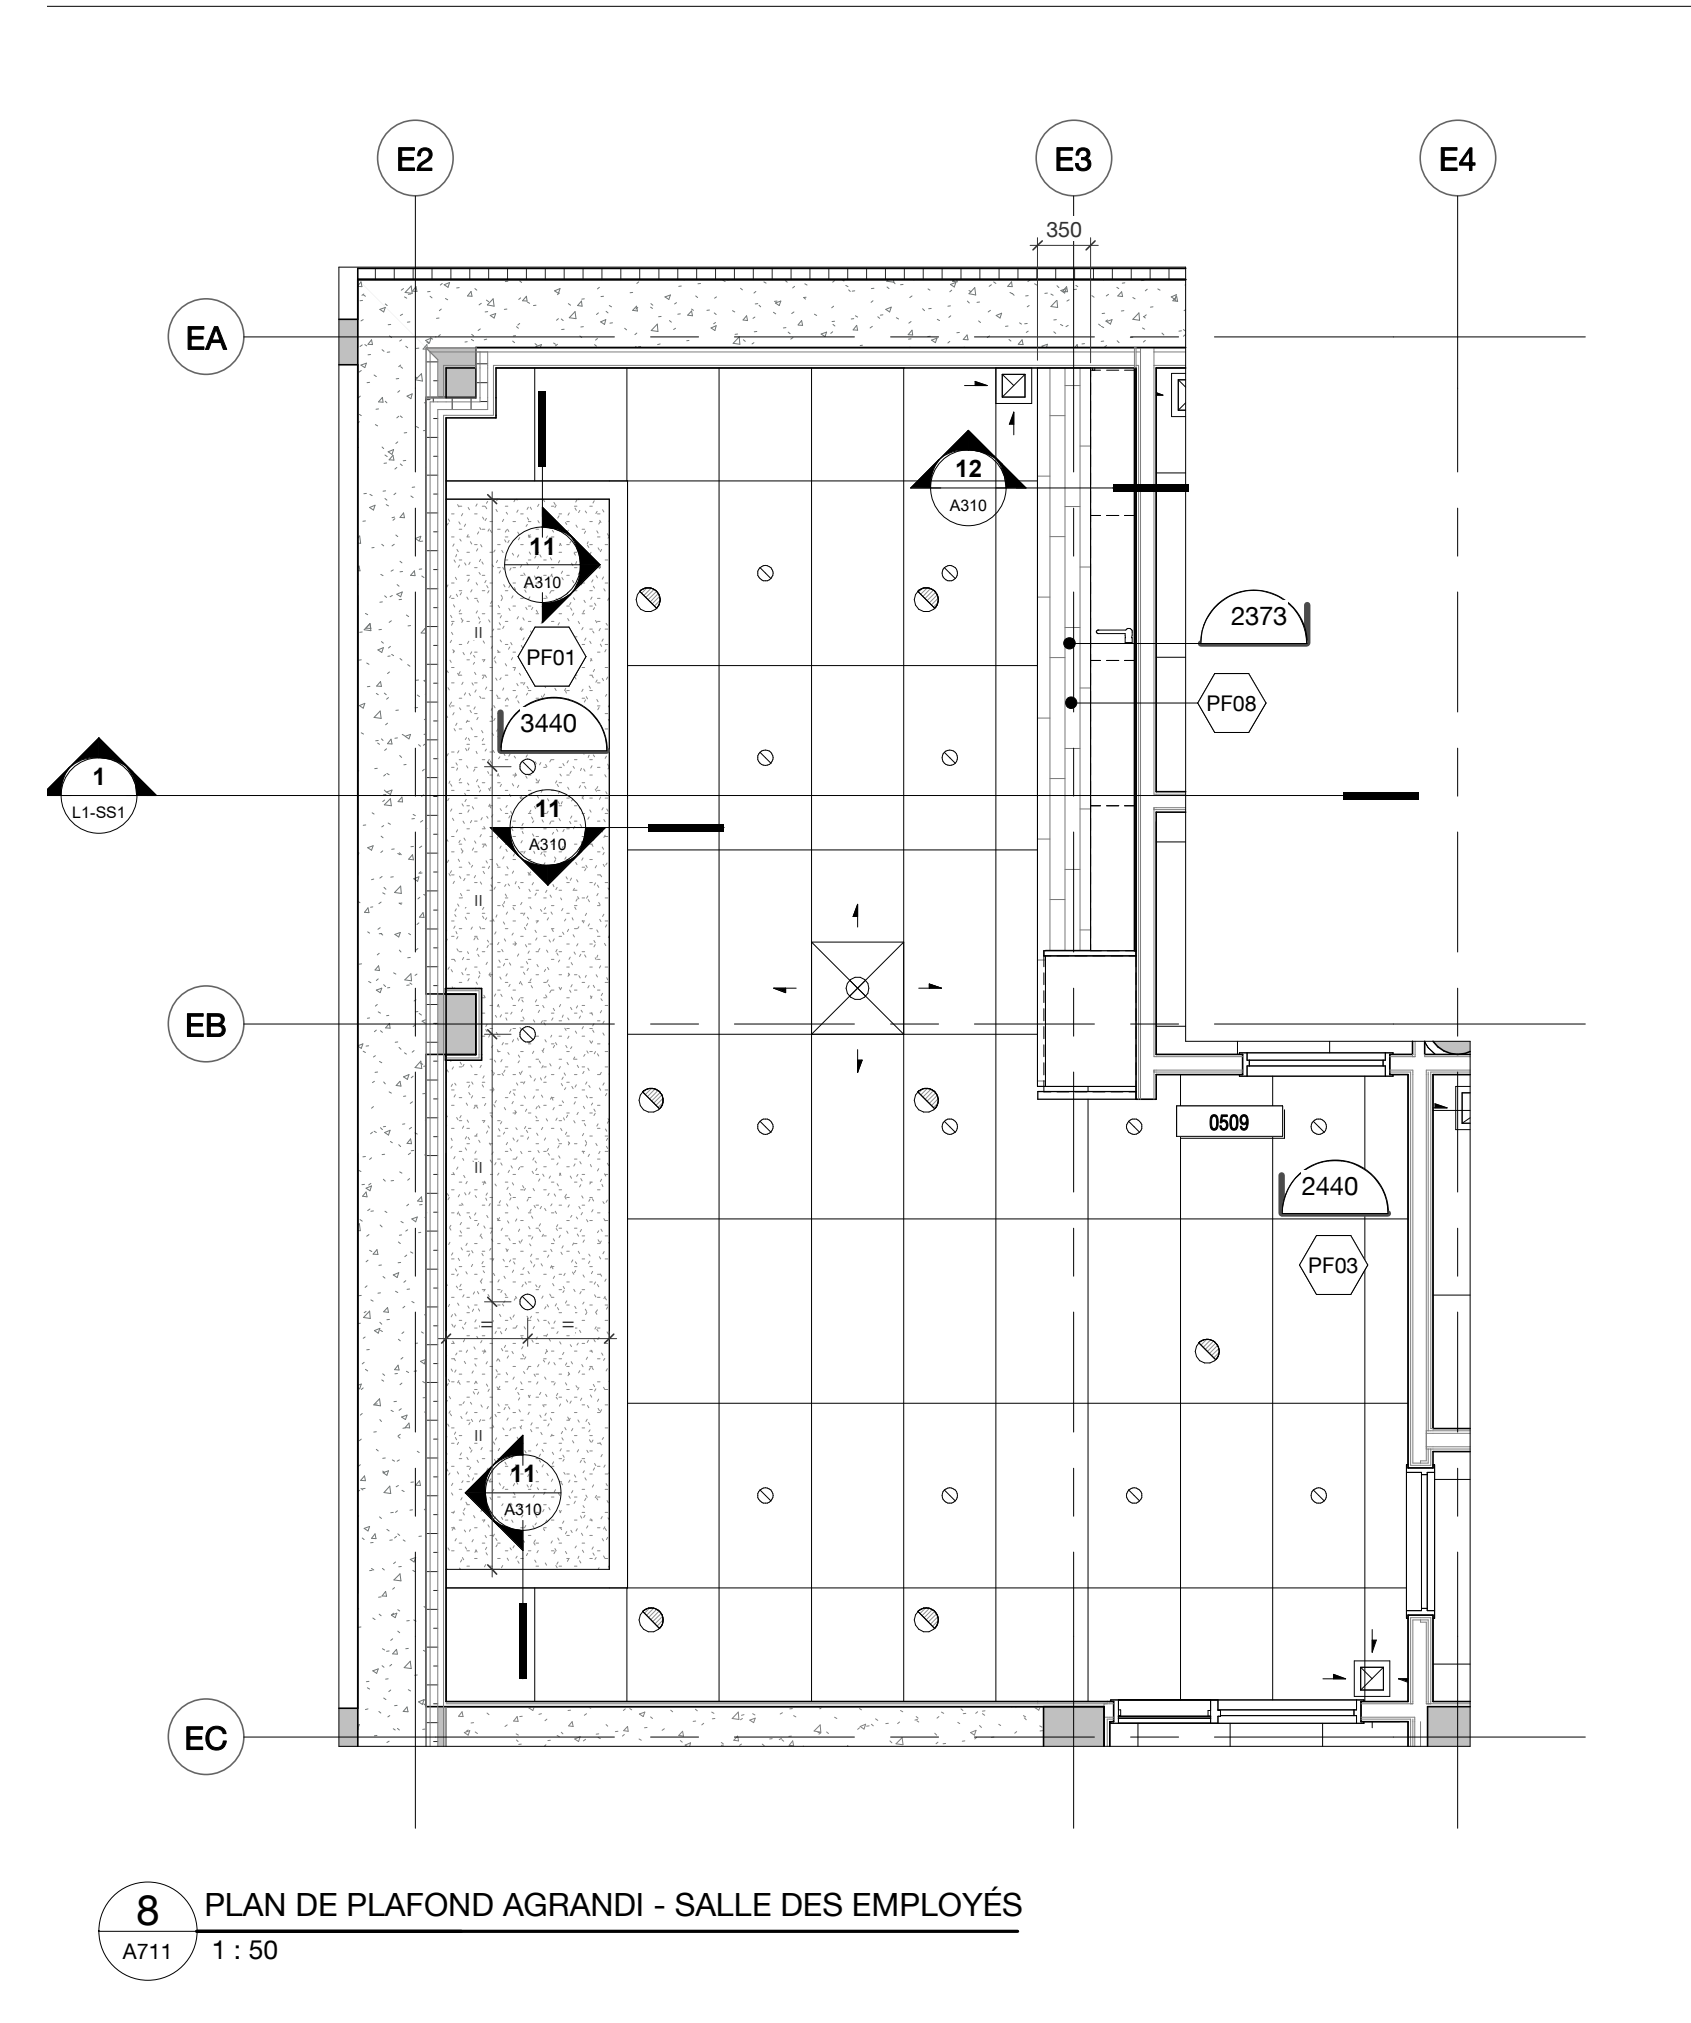 E2
E3
E4
350
EA
12
A310
11
A310
2373
PF01
PF08
3440
1
L1-SS1
11
A310
EB
0509
2440
PF03
11
A310
EC
8
A711
PLAN DE PLAFOND AGRANDI - SALLE DES EMPLOYÉS
1 : 50